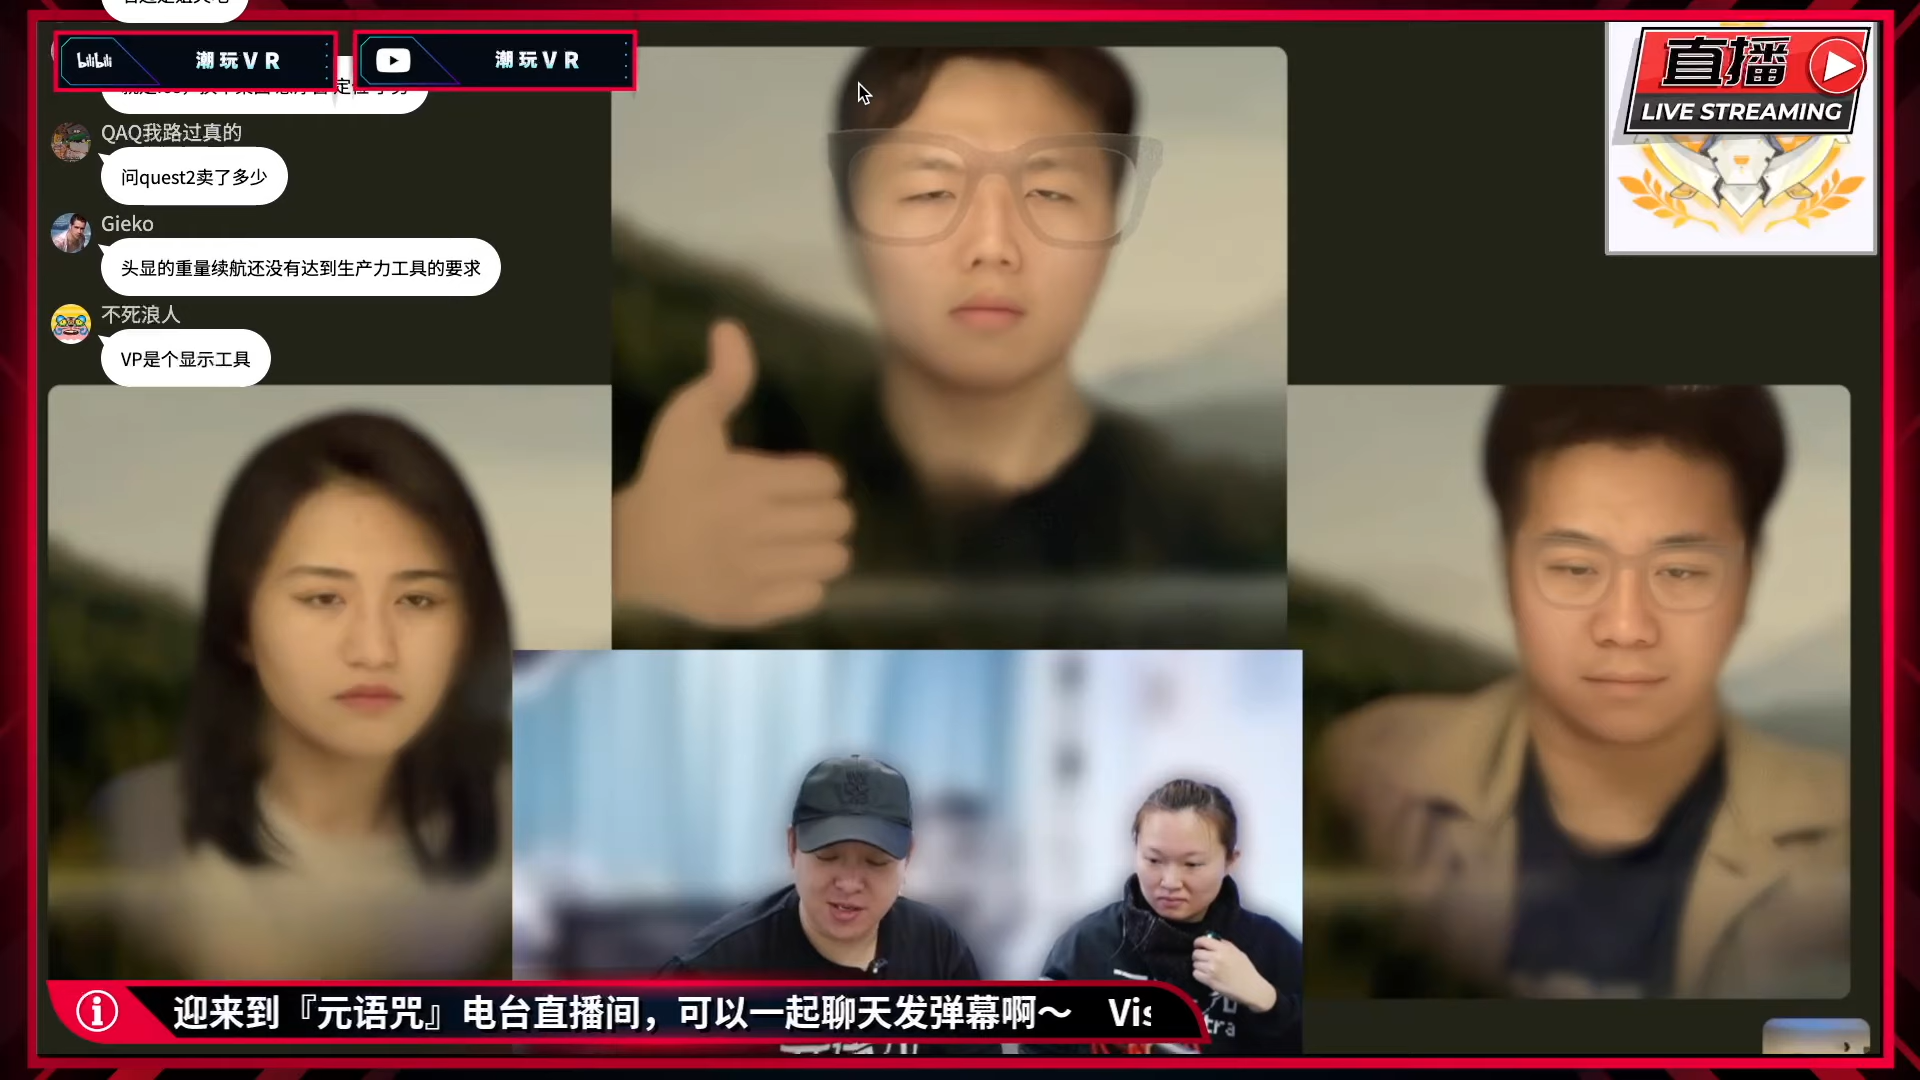 bilibili
潮玩VR
潮玩VR
直播
LIVE STREAMING
QAQ我路过真的
问quest2卖了多少
Gieko
头显的重量续航还没有达到生产力工具的要求
不死浪人
VP是个显示工具
迎来到『元语咒』电台直播间，可以一起聊天发弹幕啊～ Vis